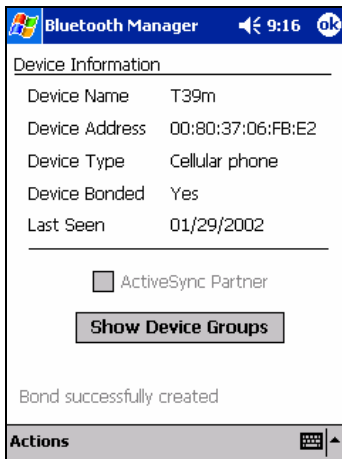 Bluetooth Manager 9:16 ok
Device Information
Device Name T39m
Device Address 00:80:37:06:FB:E2
Device Type Cellular phone
Device Bonded Yes
Last Seen 01/29/2002
ActiveSync Partner
Show Device Groups
Bond successfully created
Actions